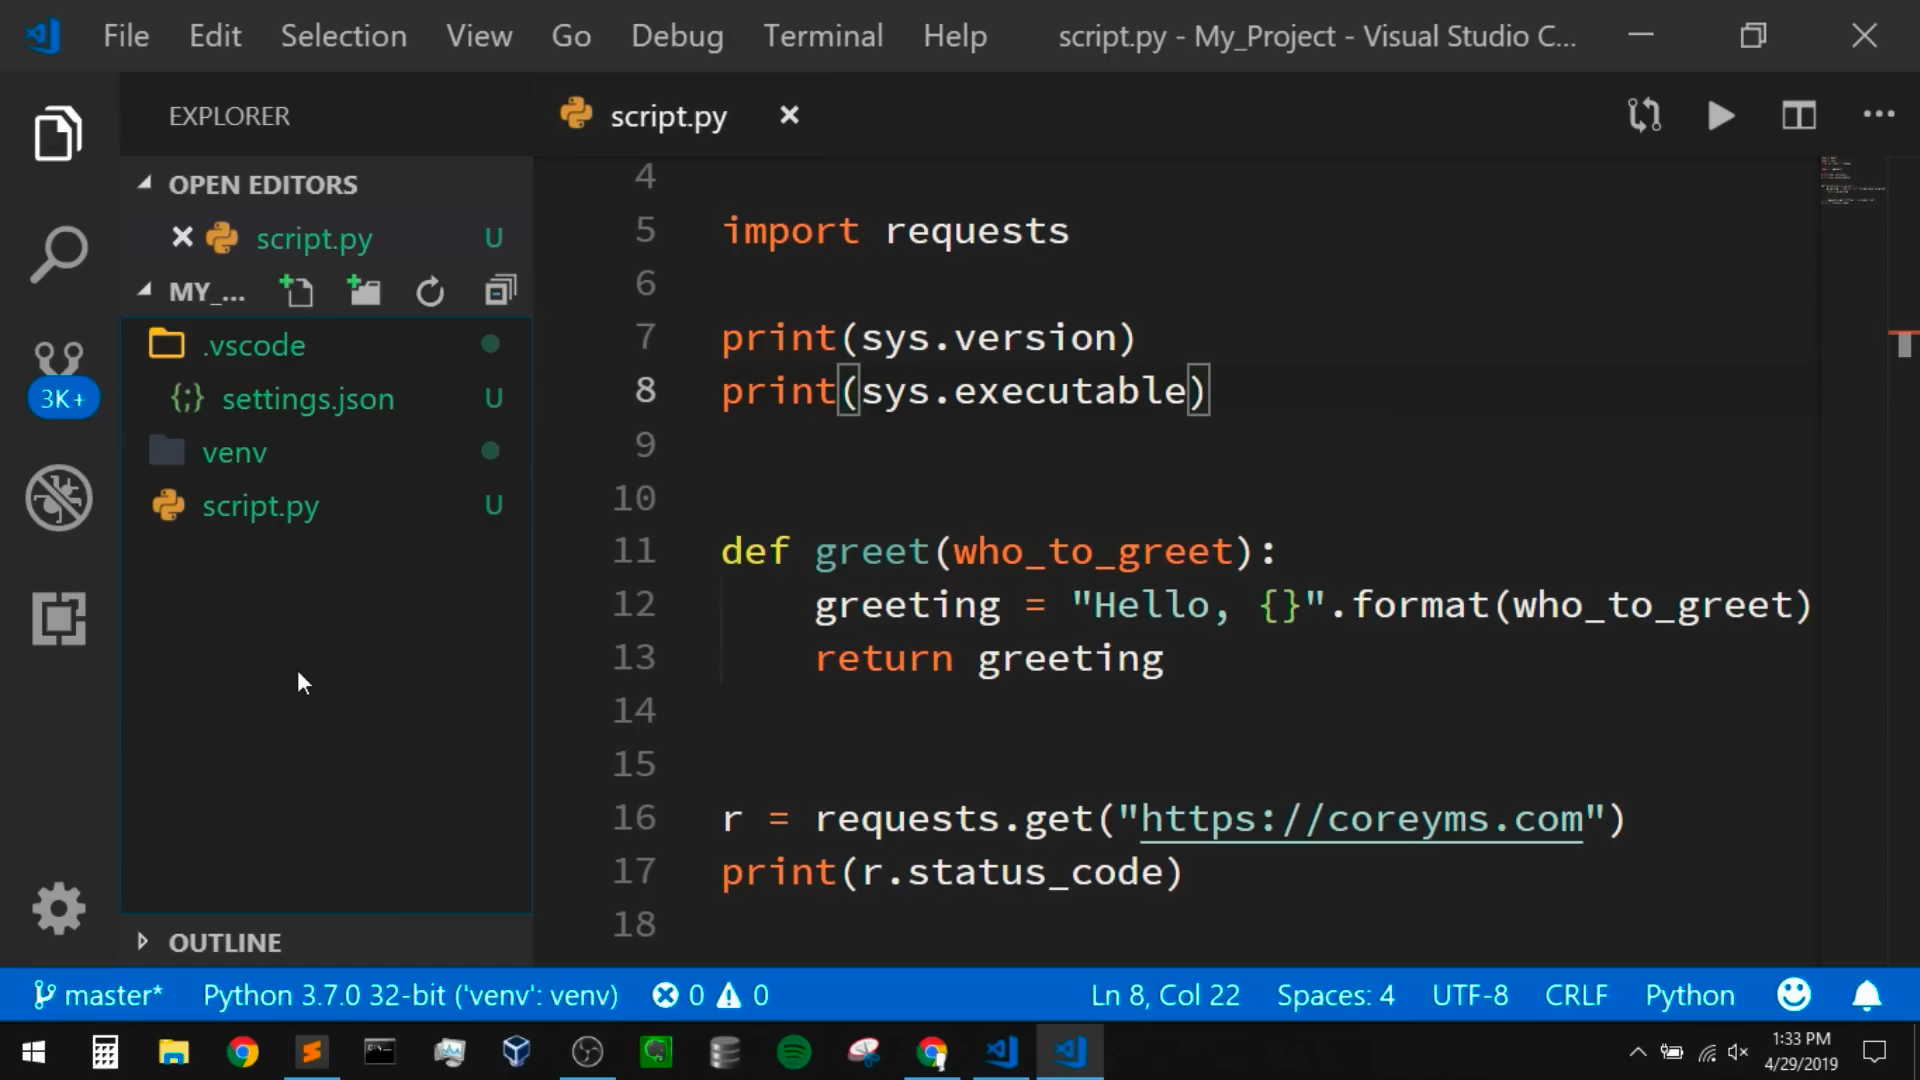 File Edit Selection View Go Debug Terminal Help script.py - My_Project - Visual Studio C...
EXPLORER
script.py
OPEN EDITORS
script.py U
MY_...
.vscode
settings.json U
venv
script.py U
OUTLINE
3K+
4
5 import requests
6
7 print(sys.version)
8 print(sys.executable)
9
10
11 def greet(who_to_greet):
12 greeting = "Hello, {}".format(who_to_greet)
13 return greeting
14
15
16 r = requests.get("https://coreyms.com")
17 print(r.status_code)
18
master* Python 3.7.0 32-bit ('venv': venv) 0 0 Ln 8, Col 22 Spaces: 4 UTF-8 CRLF Python
1:33 PM
4/29/2019